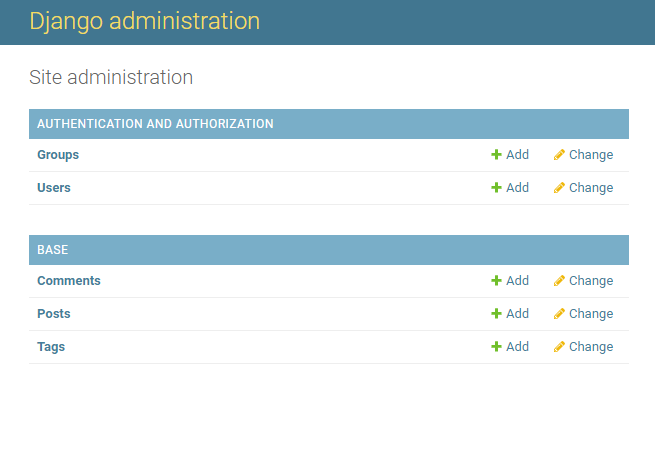 Django administration
Site administration
AUTHENTICATION AND AUTHORIZATION
Groups Add Change
Users Add Change
BASE
Comments Add Change
Posts Add Change
Tags Add Change